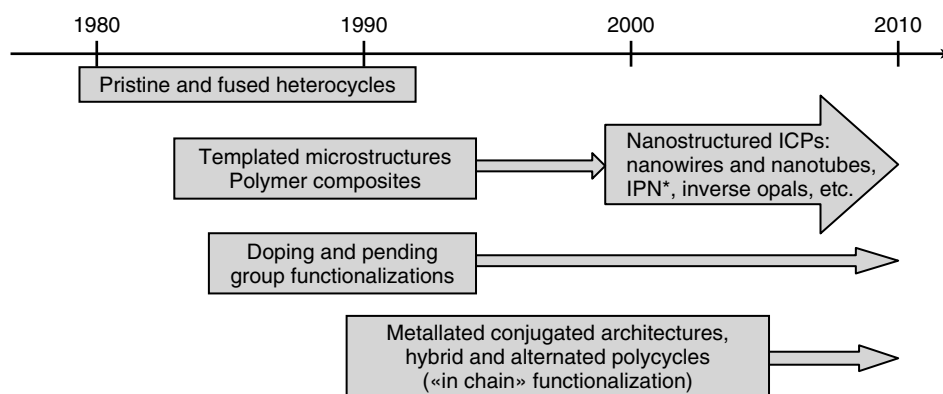 1980 1990 2000 2010
Pristine and fused heterocycles
Templated microstructures
Polymer composites
Nanostructured ICPs:
nanowires and nanotubes,
IPN*, inverse opals, etc.
Doping and pending
group functionalizations
Metallated conjugated architectures,
hybrid and alternated polycycles
(«in chain» functionalization)